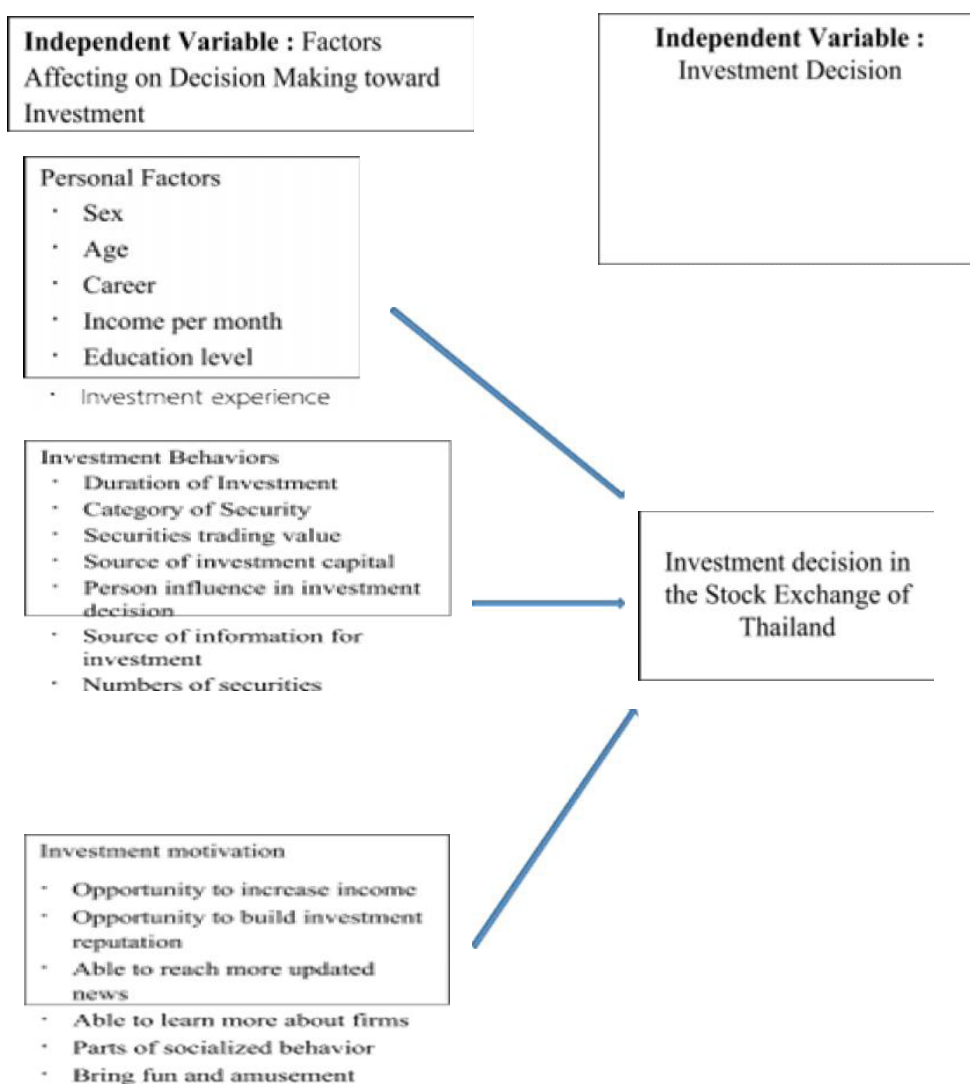 Independent Variable : Factors
Affecting on Decision Making toward
Investment
Independent Variable :
Investment Decision
Personal Factors
· Sex
· Age
· Career
· Income per month
· Education level
· Investment experience
Investment Behaviors
· Duration of Investment
· Category of Security
· Securities trading value
· Source of investment capital
· Person influence in investment
decision
· Source of information for
investment
· Numbers of securities
Investment decision in
the Stock Exchange of
Thailand
Investment motivation
· Opportunity to increase income
· Opportunity to build investment
reputation
· Able to reach more updated
news
· Able to learn more about firms
· Parts of socialized behavior
· Bring fun and amusement